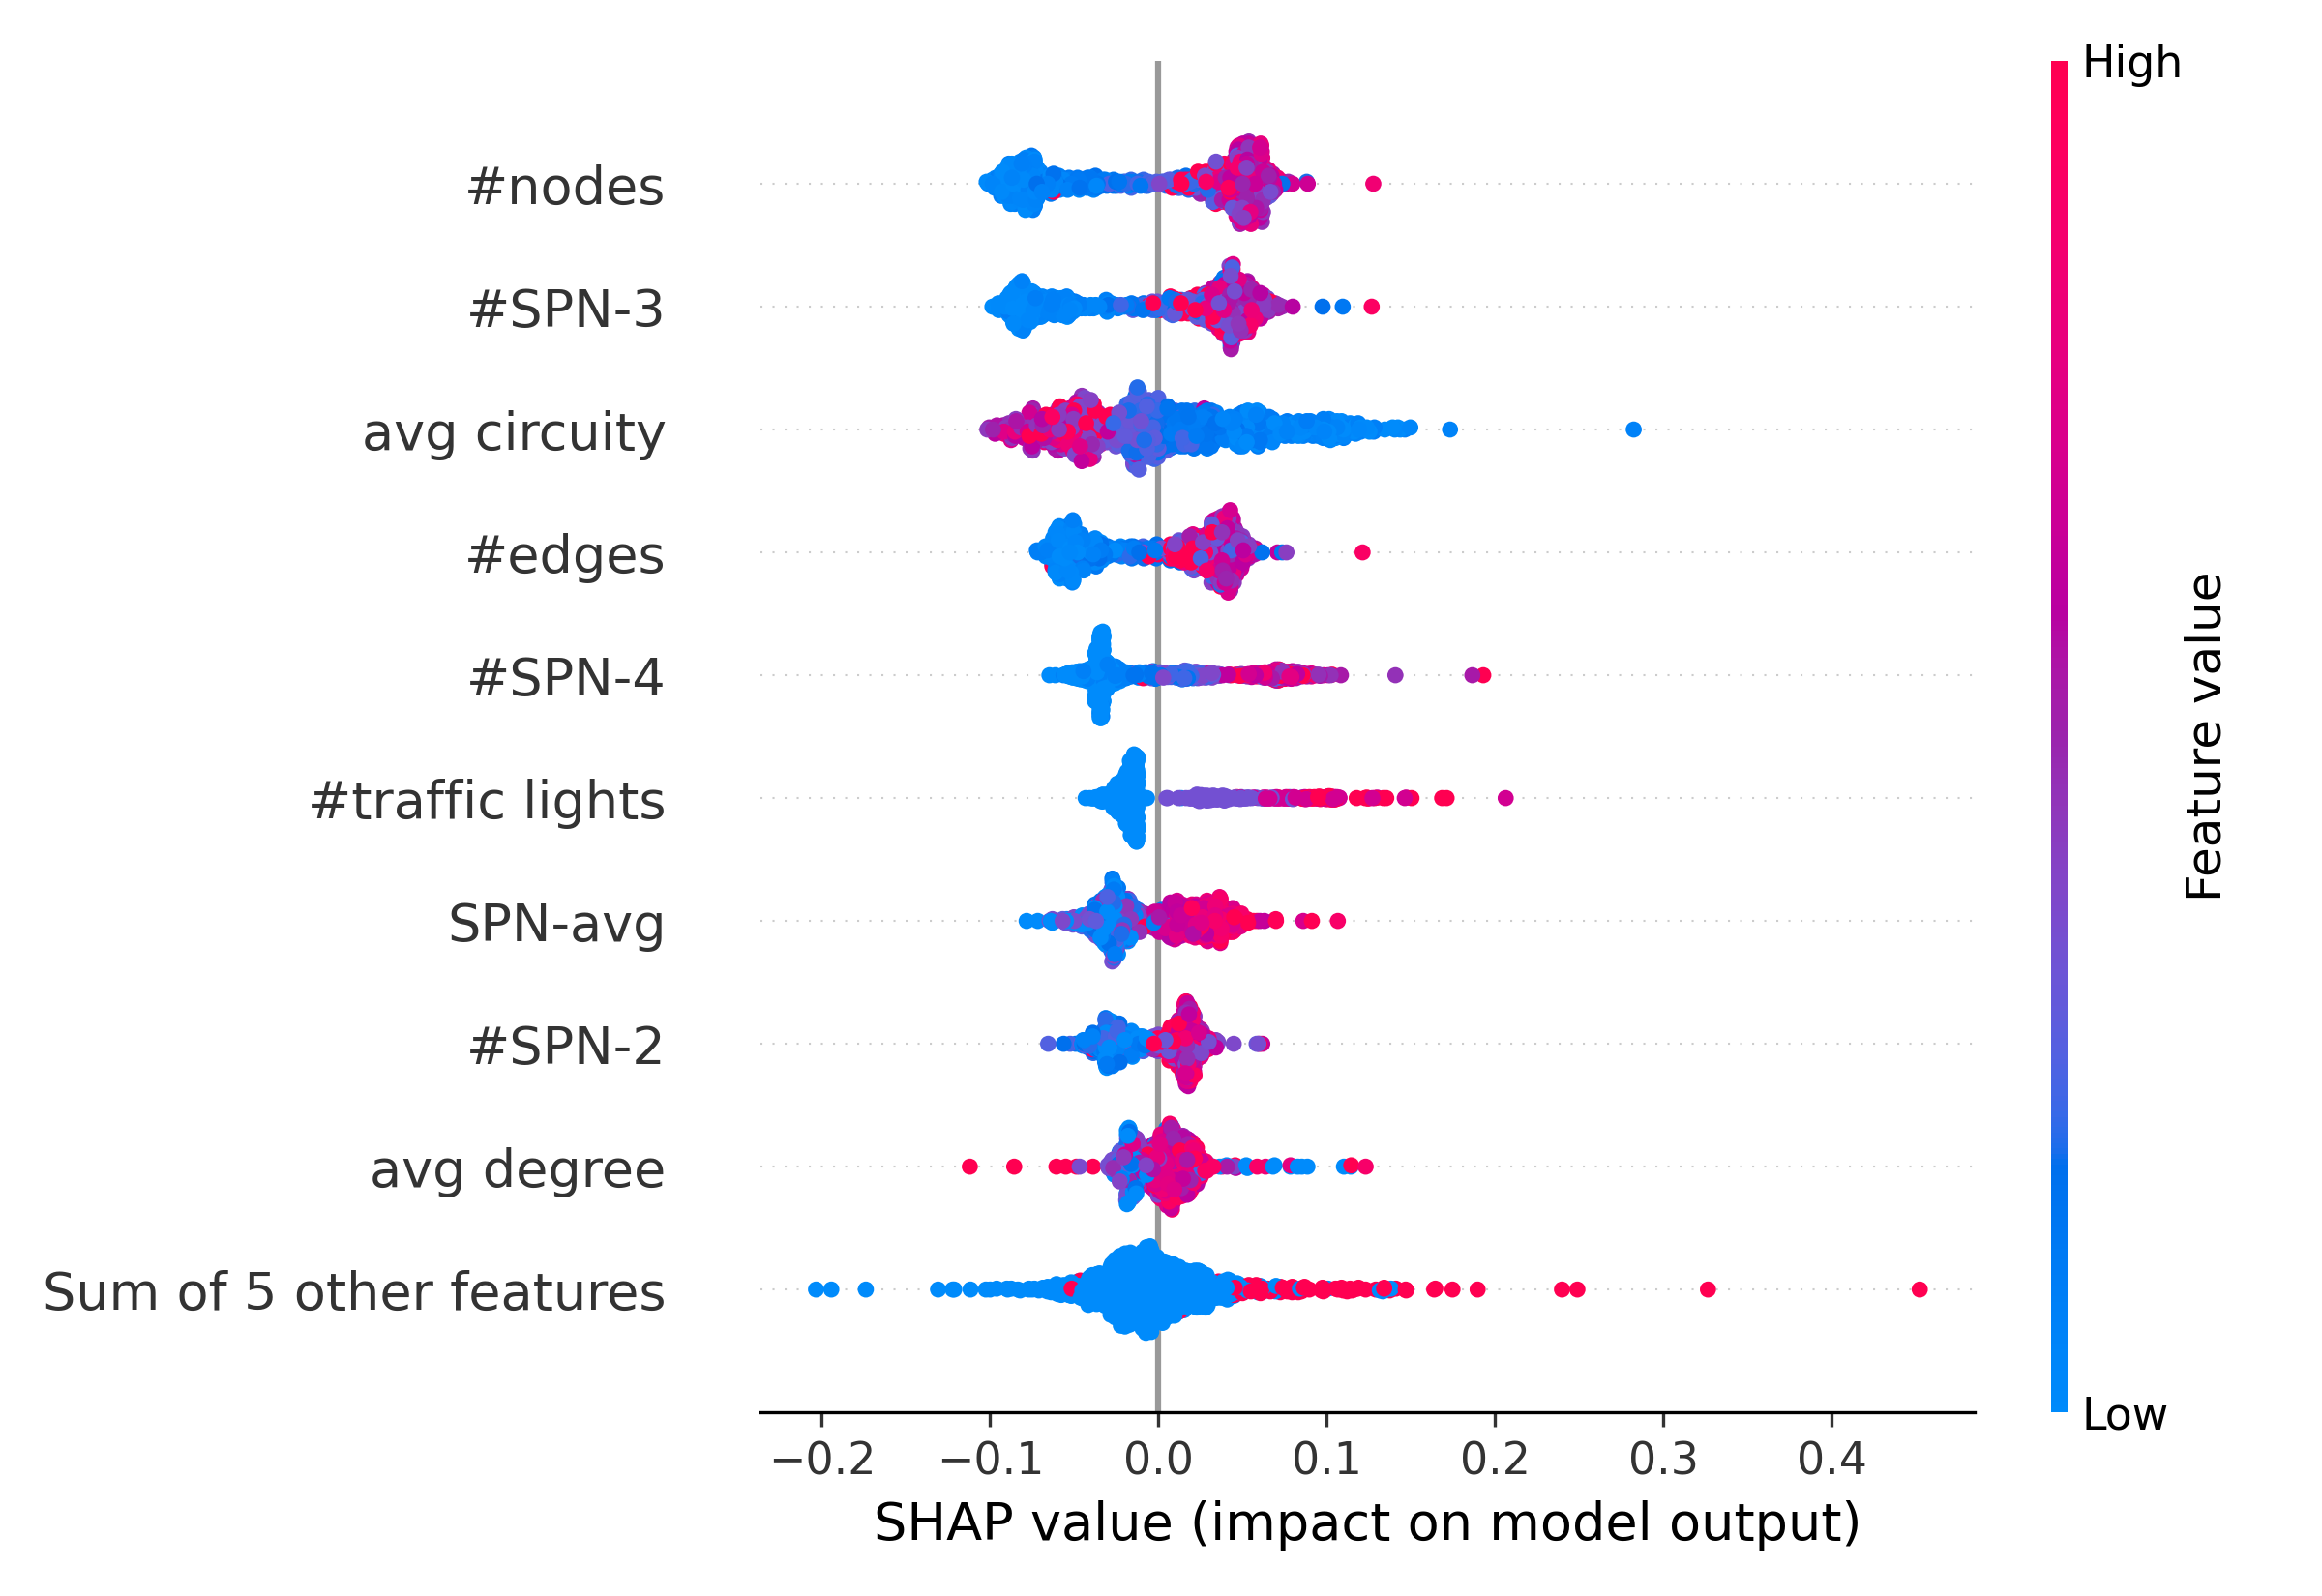 High
#nodes
#SPN-3
avg circuity
#edges
#SPN-4
#traffic lights
SPN-avg
#SPN-2
avg degree
Sum of 5 other features
Feature value
Low
−0.2 −0.1 0.0 0.1 0.2 0.3 0.4
SHAP value (impact on model output)